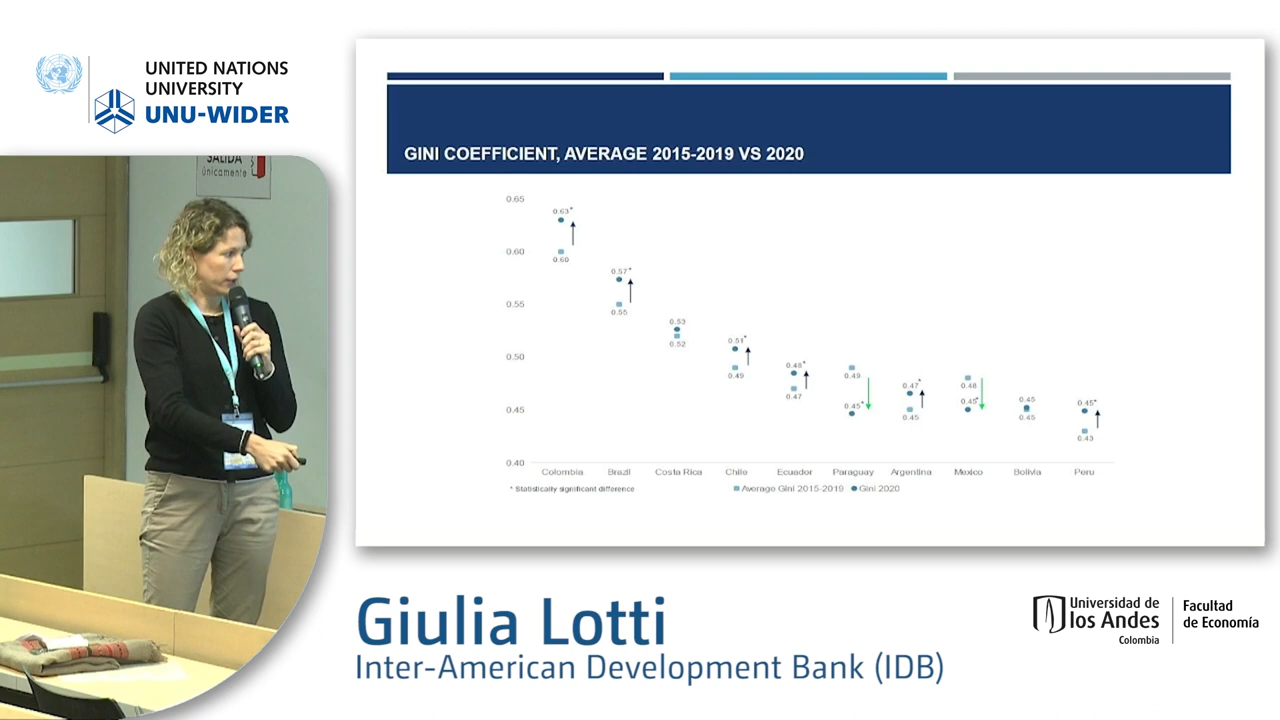 UNITED NATIONS
UNIVERSITY
UNU-WIDER
SALIDA
únicamente
GINI COEFFICIENT, AVERAGE 2015-2019 VS 2020
0.65
0.60
0.55
0.50
0.45
0.40
0.63*
0.60
0.57*
0.55
0.53
0.52
0.51*
0.49
0.48*
0.47
0.49
0.45*
0.47*
0.45
0.48
0.45*
0.45
0.45
0.45*
0.43
Colombia Brazil Costa Rica Chile Ecuador Paraguay Argentina Mexico Bolivia Peru
* Statistically significant difference
Average Gini 2015-2019 Gini 2020
Giulia Lotti
Inter-American Development Bank (IDB)
Universidad de
los Andes
Colombia
Facultad
de Economía